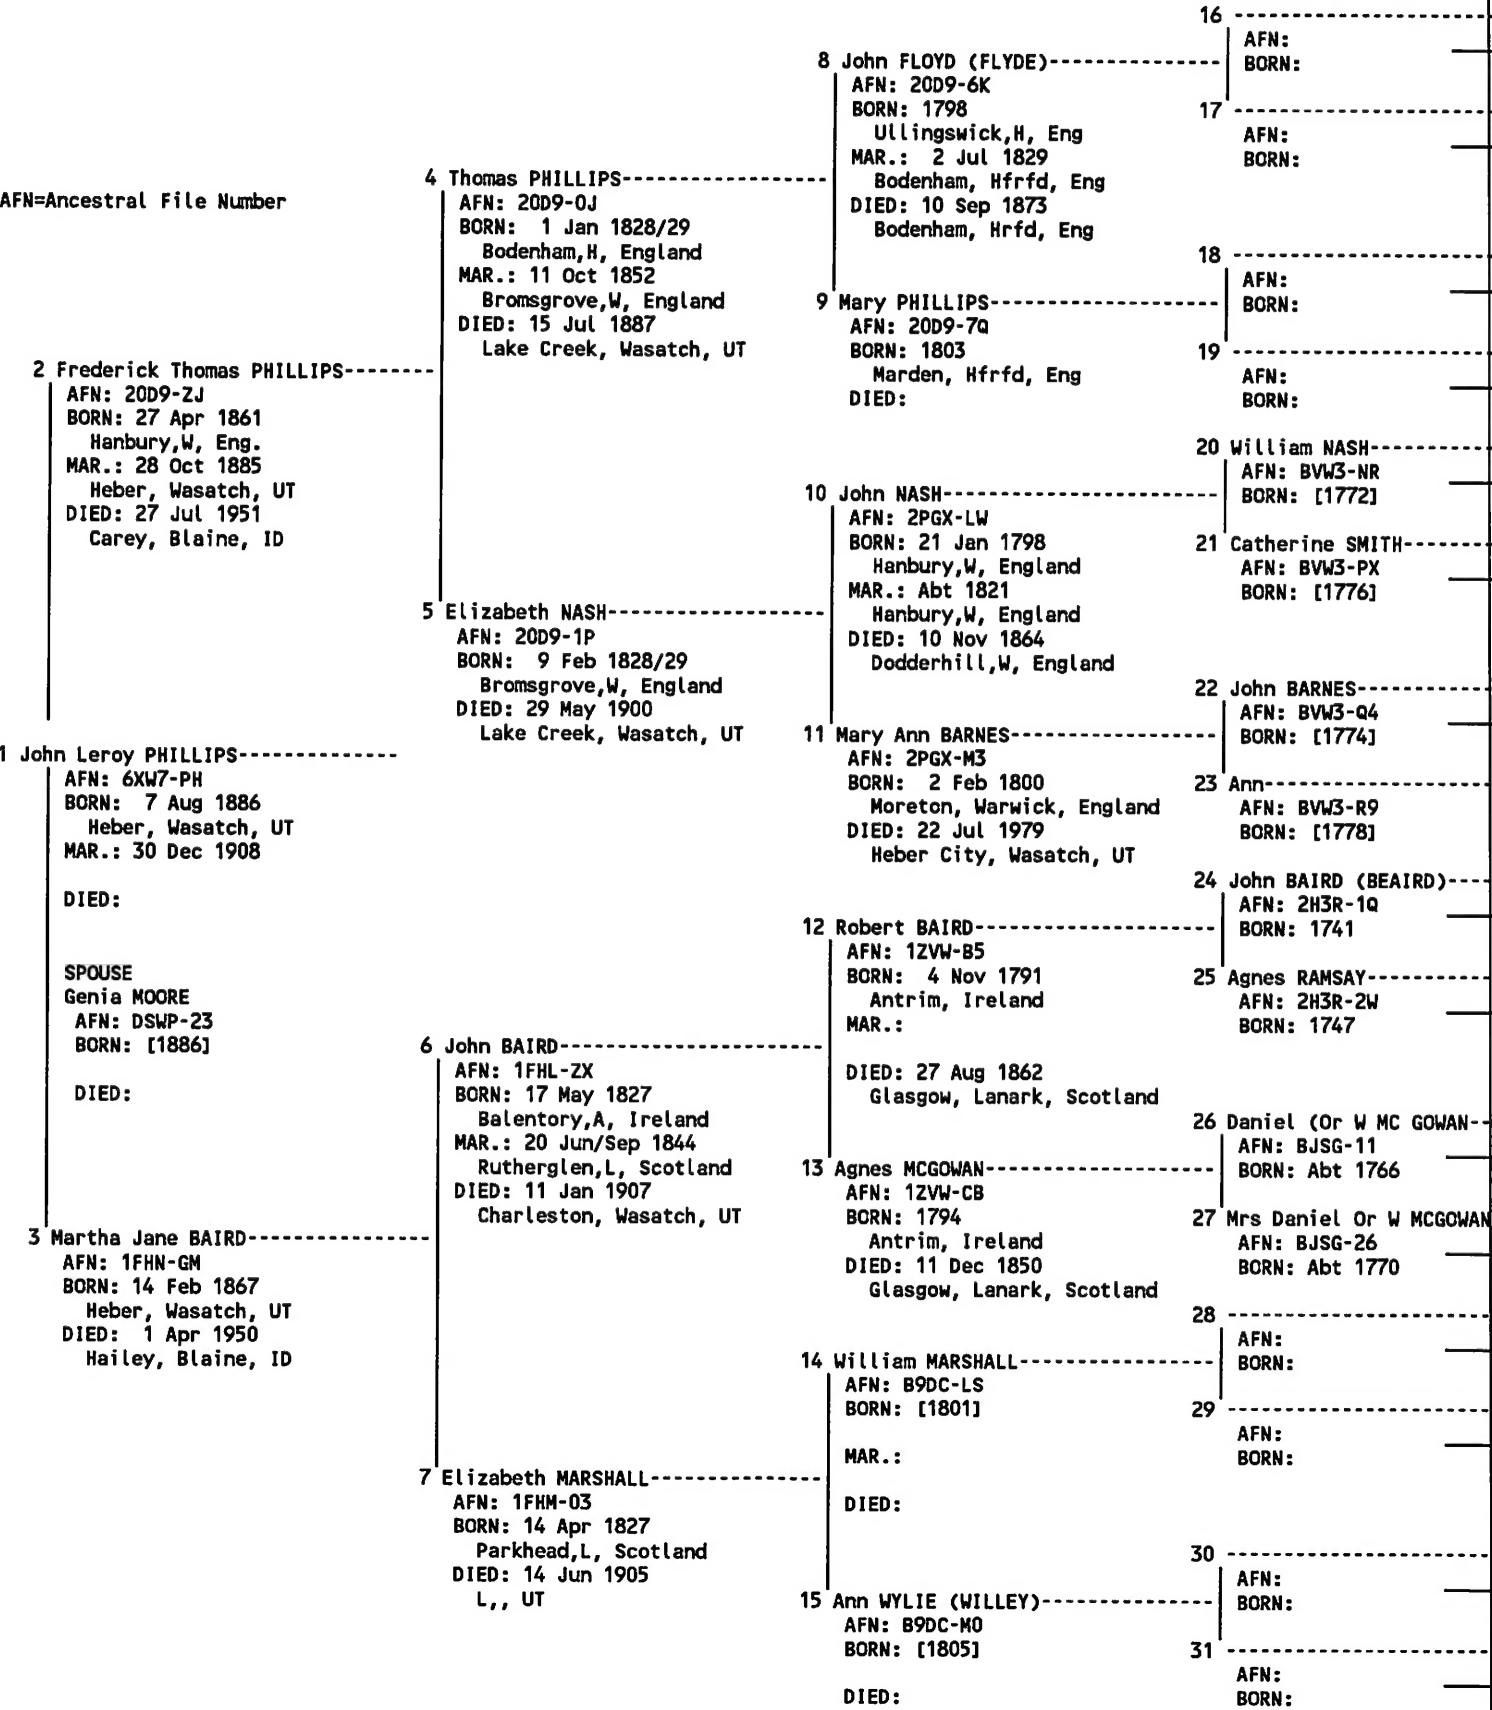 AFN=Ancestral File Number
1 John Leroy PHILLIPS--------------
AFN: 6XW7-PH
BORN: 7 Aug 1886
Heber, Wasatch, UT
MAR.: 30 Dec 1908
DIED:
SPOUSE
Genia MOORE
AFN: DSWP-23
BORN: [1886]
DIED:
2 Frederick Thomas PHILLIPS--------
AFN: 20D9-ZJ
BORN: 27 Apr 1861
Hanbury,W, Eng.
MAR.: 28 Oct 1885
Heber, Wasatch, UT
DIED: 27 Jul 1951
Carey, Blaine, ID
3 Martha Jane BAIRD----------------
AFN: 1FHN-GM
BORN: 14 Feb 1867
Heber, Wasatch, UT
DIED: 1 Apr 1950
Hailey, Blaine, ID
4 Thomas PHILLIPS------------------
AFN: 20D9-0J
BORN: 1 Jan 1828/29
Bodenham,H, England
MAR.: 11 Oct 1852
Bromsgrove,W, England
DIED: 15 Jul 1887
Lake Creek, Wasatch, UT
5 Elizabeth NASH-------------------
AFN: 20D9-1P
BORN: 9 Feb 1828/29
Bromsgrove,W, England
DIED: 29 May 1900
Lake Creek, Wasatch, UT
6 John BAIRD-----------------------
AFN: 1FHL-ZX
BORN: 17 May 1827
Balentory,A, Ireland
MAR.: 20 Jun/Sep 1844
Rutherglen,L, Scotland
DIED: 11 Jan 1907
Charleston, Wasatch, UT
7 Elizabeth MARSHALL---------------
AFN: 1FHM-03
BORN: 14 Apr 1827
Parkhead,L, Scotland
DIED: 14 Jun 1905
L,, UT
8 John FLOYD (FLYDE)---------------
AFN: 20D9-6K
BORN: 1798
Ullingswick,H, Eng
MAR.: 2 Jul 1829
Bodenham, Hfrfd, Eng
DIED: 10 Sep 1873
Bodenham, Hrfd, Eng
9 Mary PHILLIPS--------------------
AFN: 20D9-7Q
BORN: 1803
Marden, Hfrfd, Eng
DIED:
10 John NASH------------------------
AFN: 2PGX-LW
BORN: 21 Jan 1798
Hanbury,W, England
MAR.: Abt 1821
Hanbury,W, England
DIED: 10 Nov 1864
Dodderhill,W, England
11 Mary Ann BARNES------------------
AFN: 2PGX-M3
BORN: 2 Feb 1800
Moreton, Warwick, England
DIED: 22 Jul 1979
Heber City, Wasatch, UT
12 Robert BAIRD---------------------
AFN: 1ZVW-B5
BORN: 4 Nov 1791
Antrim, Ireland
MAR.:
DIED: 27 Aug 1862
Glasgow, Lanark, Scotland
13 Agnes MCGOWAN--------------------
AFN: 1ZVW-CB
BORN: 1794
Antrim, Ireland
DIED: 11 Dec 1850
Glasgow, Lanark, Scotland
14 William MARSHALL-----------------
AFN: B9DC-LS
BORN: [1801]
MAR.:
DIED:
15 Ann WYLIE (WILLEY)---------------
AFN: B9DC-M0
BORN: [1805]
DIED:
16 ----------------------
AFN:
BORN:
17 ----------------------
AFN:
BORN:
18 ----------------------
AFN:
BORN:
19 ----------------------
AFN:
BORN:
20 William NASH----------
AFN: BVW3-NR
BORN: [1772]
21 Catherine SMITH-------
AFN: BVW3-PX
BORN: [1776]
22 John BARNES-----------
AFN: BVW3-Q4
BORN: [1774]
23 Ann-------------------
AFN: BVW3-R9
BORN: [1778]
24 John BAIRD (BEAIRD)----
AFN: 2H3R-1Q
BORN: 1741
25 Agnes RAMSAY----------
AFN: 2H3R-2W
BORN: 1747
26 Daniel (Or W MC GOWAN--
AFN: BJSG-11
BORN: Abt 1766
27 Mrs Daniel Or W MCGOWAN
AFN: BJSG-26
BORN: Abt 1770
28 ----------------------
AFN:
BORN:
29 ----------------------
AFN:
BORN:
30 ----------------------
AFN:
BORN:
31 ----------------------
AFN:
BORN: